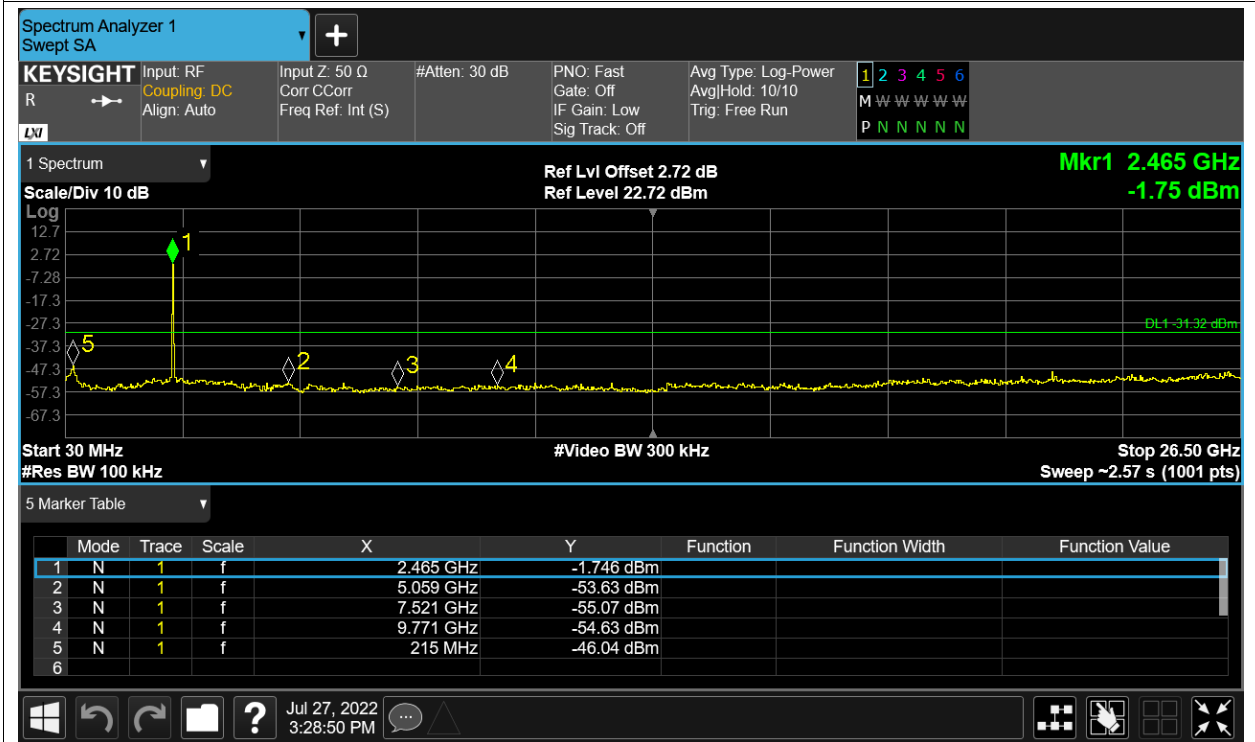 Spectrum Analyzer 1
Swept SA
+
KEYSIGHT
R
LXI
Input: RF
Coupling: DC
Align: Auto
Input Z: 50 Ω
Corr CCorr
Freq Ref: Int (S)
#Atten: 30 dB
PNO: Fast
Gate: Off
IF Gain: Low
Sig Track: Off
Avg Type: Log-Power
Avg|Hold: 10/10
Trig: Free Run
1 2 3 4 5 6
M W W W W W
P N N N N N
1 Spectrum
Scale/Div 10 dB
Ref Lvl Offset 2.72 dB
Ref Level 22.72 dBm
Mkr1 2.465 GHz
-1.75 dBm
Log
12.7
2.72
-7.28
-17.3
-27.3
-37.3
-47.3
-57.3
-67.3
1
5
2
3
4
DL1 -31.32 dBm
Start 30 MHz
#Video BW 300 kHz
Stop 26.50 GHz
#Res BW 100 kHz
Sweep ~2.57 s (1001 pts)
5 Marker Table
Mode Trace Scale X Y Function Function Width Function Value
1 N 1 f 2.465 GHz -1.746 dBm
2 N 1 f 5.059 GHz -53.63 dBm
3 N 1 f 7.521 GHz -55.07 dBm
4 N 1 f 9.771 GHz -54.63 dBm
5 N 1 f 215 MHz -46.04 dBm
6
?
Jul 27, 2022
3:28:50 PM